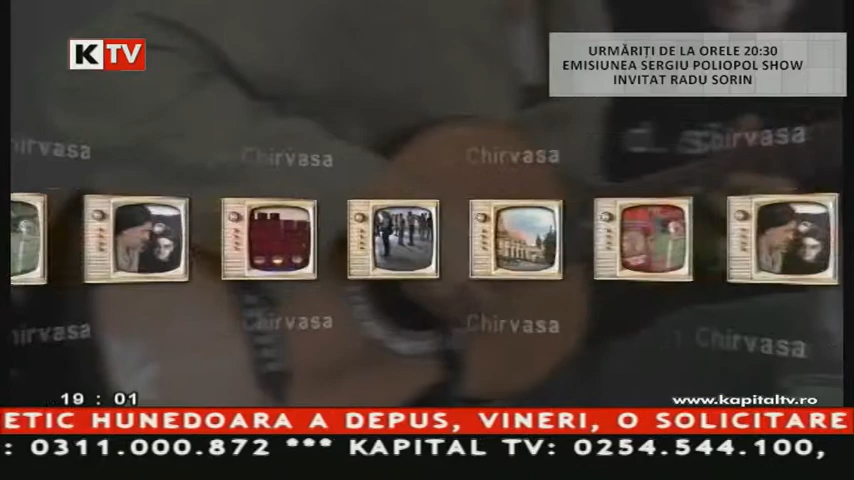 KTV
URMĂRIȚI DE LA ORELE 20:30
EMISIUNEA SERGIU POLIOPOL SHOW
INVITAT RADU SORIN
Chirvasa
Chirvasa
Chirvasa
Chirvasa
Chirvasa
Chirvasa
19 : 01
www.kapitaltv.ro
ETIC HUNEDOARA A DEPUS, VINERI, O SOLICITARE
: 0311.000.872 *** KAPITAL TV: 0254.544.100,